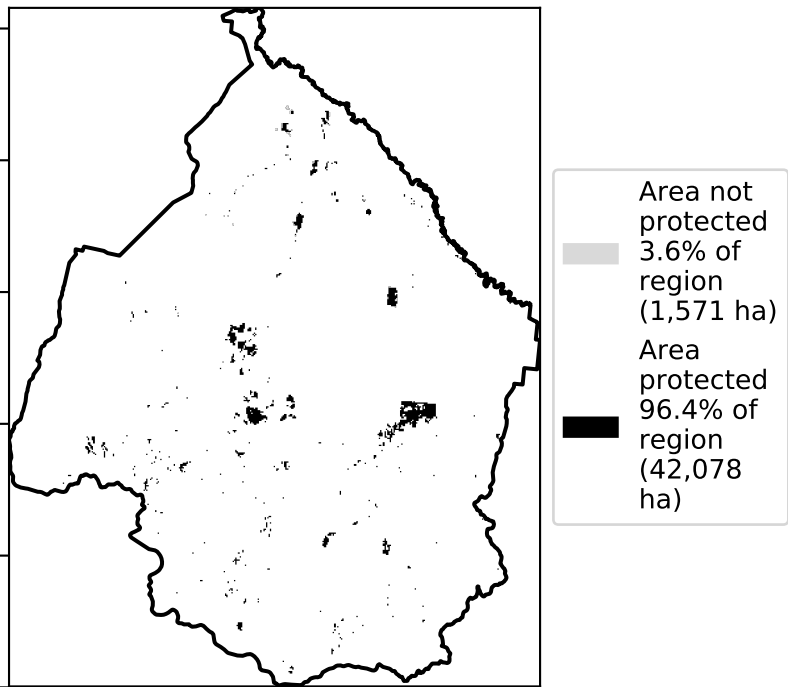 Area not
protected
3.6% of
region
(1,571 ha)
Area
protected
96.4% of
region
(42,078
ha)